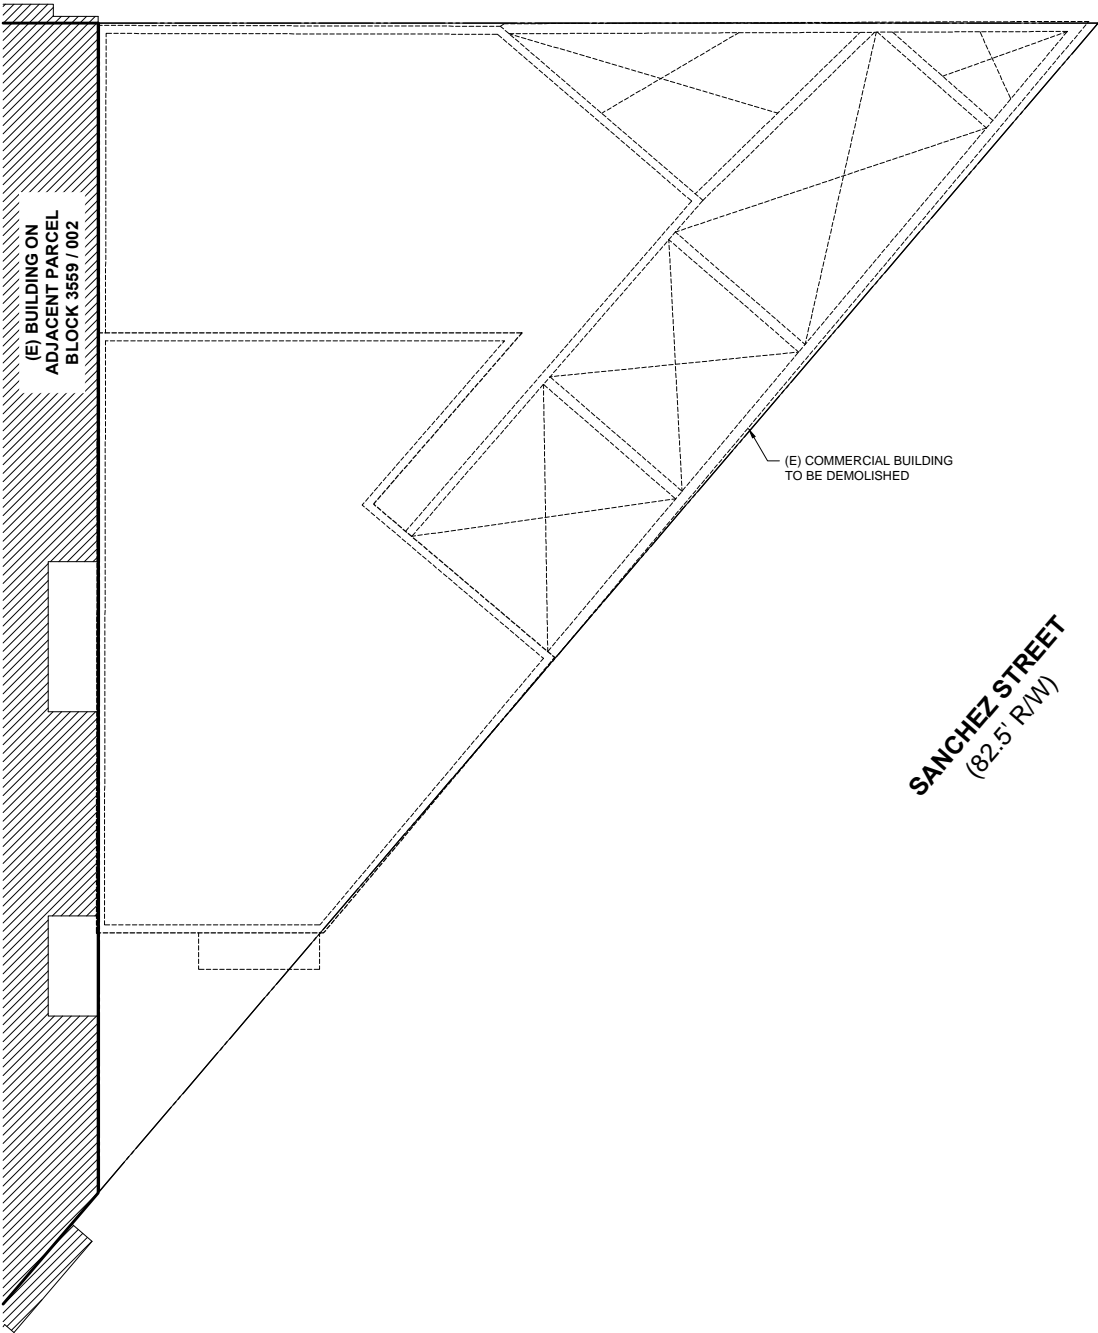 (E) BUILDING ON
ADJACENT PARCEL
BLOCK 3559 / 002
(E) COMMERCIAL BUILDING
TO BE DEMOLISHED
SANCHEZ STREET
(82.5' R/W)